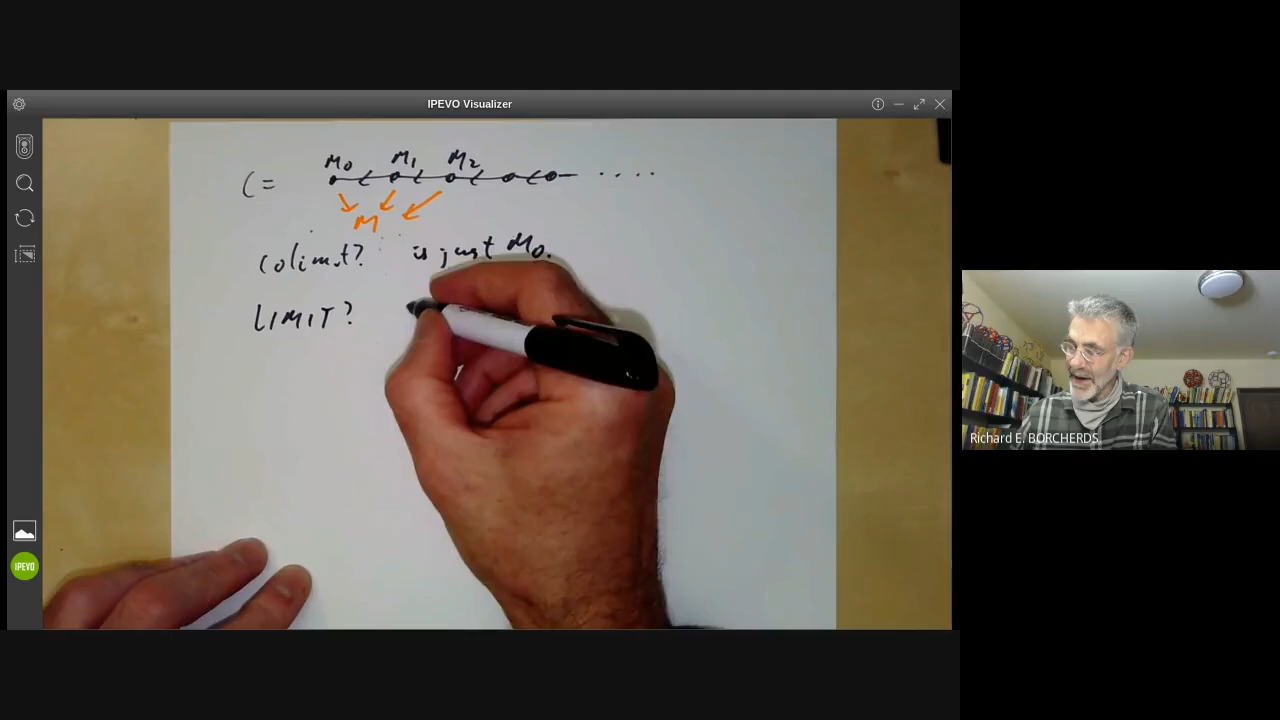 IPEVO Visualizer
M0 M1 M2
C = ....
M
colimit? is just M0.
LIMIT?
Richard E. BORCHERDS
IPEVO